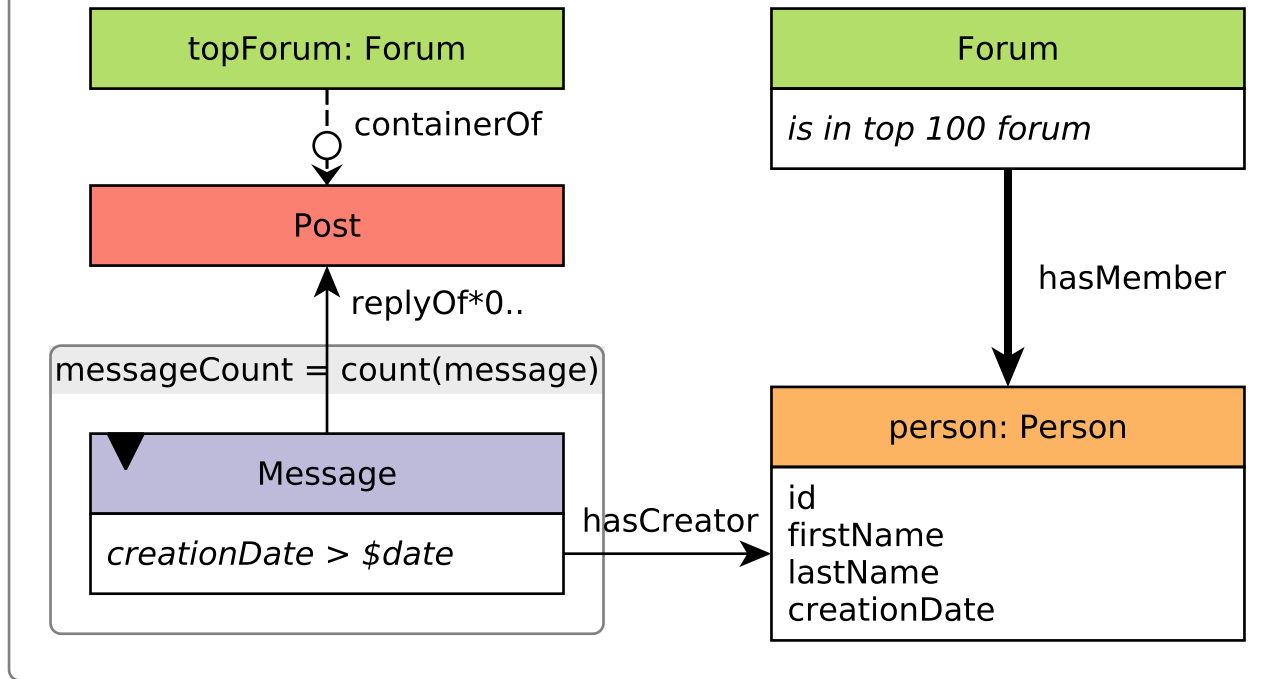 topForum: Forum
containerOf
Post
replyOf*0..
messageCount = count(message)
Message
creationDate > $date
hasCreator
Forum
is in top 100 forum
hasMember
person: Person
id
firstName
lastName
creationDate